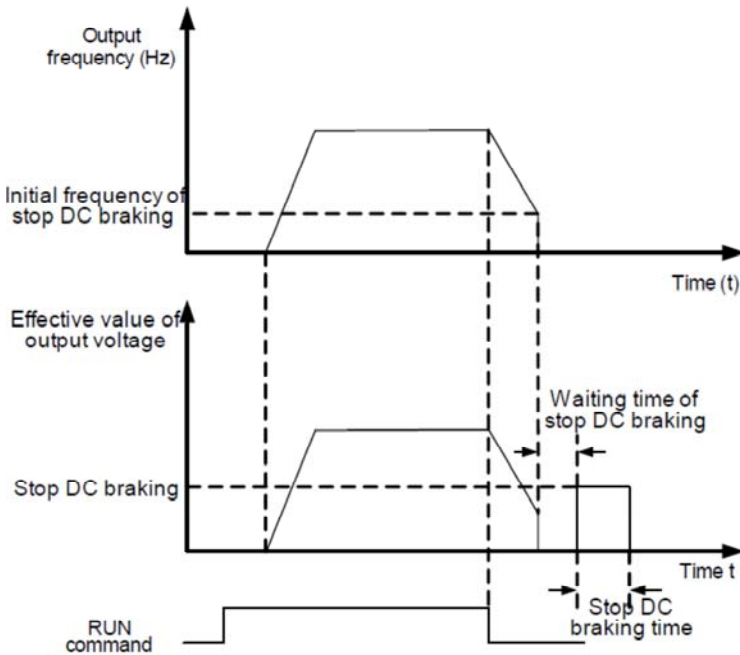 Output
frequency (Hz)
Initial frequency of
stop DC braking
Time (t)
Effective value of
output voltage
Waiting time of
stop DC braking
Stop DC braking
Time t
Stop DC
braking time
RUN
command